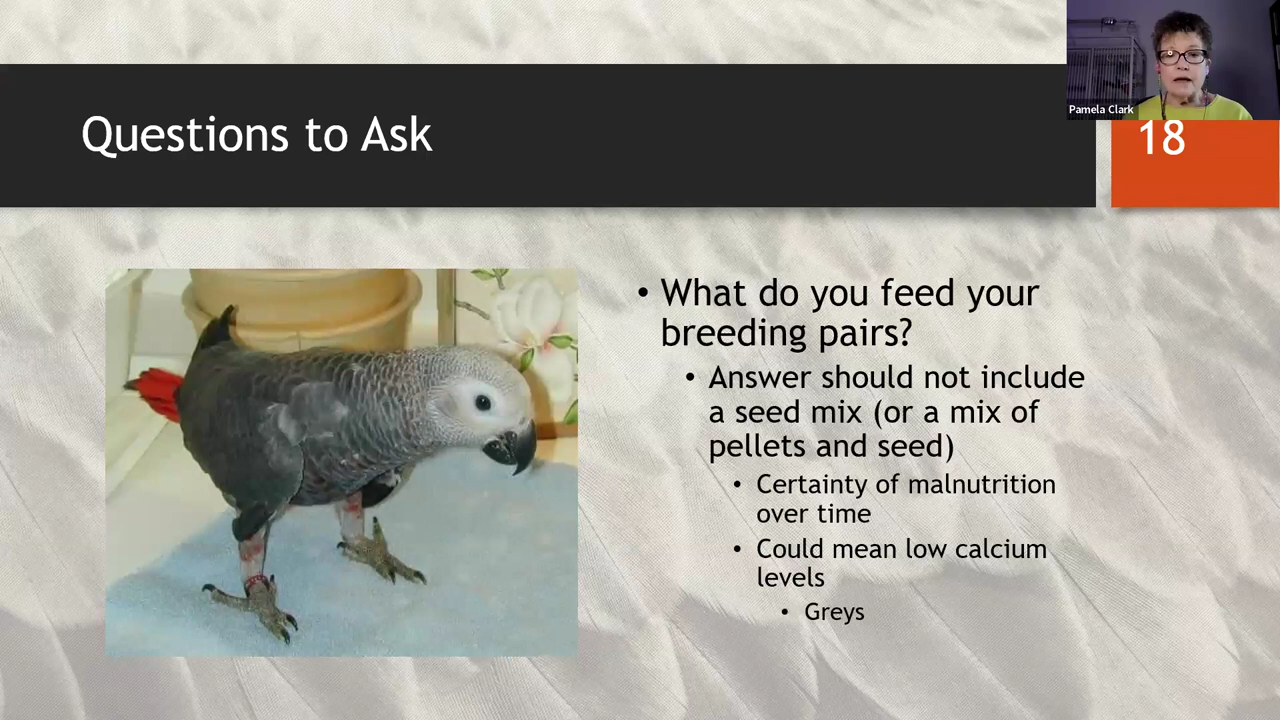 Pamela Clark
Questions to Ask
18
• What do you feed your
breeding pairs?
• Answer should not include
a seed mix (or a mix of
pellets and seed)
• Certainty of malnutrition
over time
• Could mean low calcium
levels
• Greys